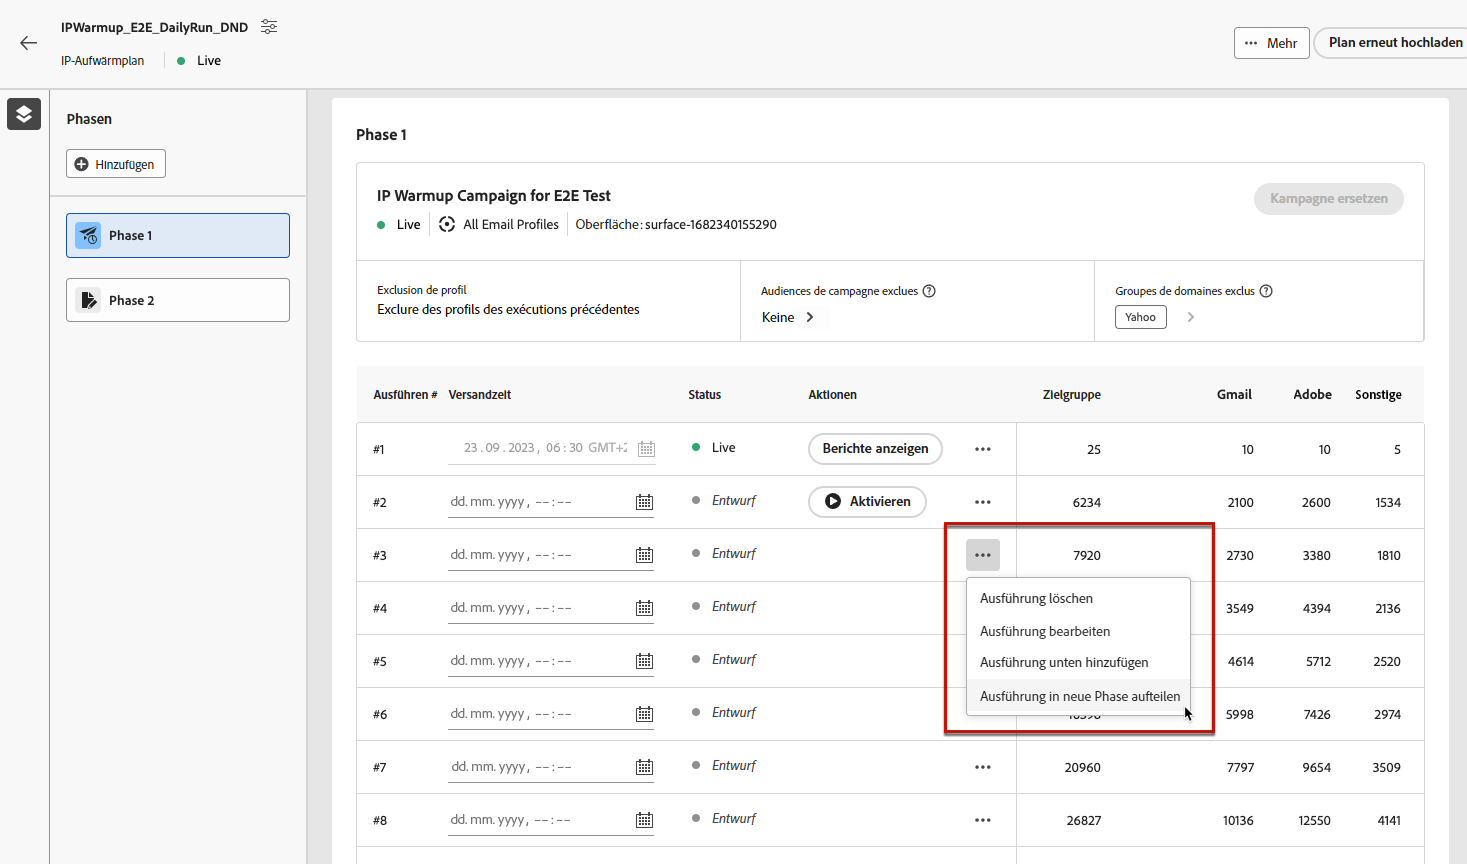 IPWarmup_E2E_DailyRun_DND
IP-Aufwärmplan
Live
Mehr
Plan erneut hochladen
Phasen
Hinzufügen
Phase 1
Phase 2
Phase 1
IP Warmup Campaign for E2E Test
Kampagne ersetzen
Live
All Email Profiles
Oberfläche: surface-1682340155290
Exclusion de profil
Exclure des profils des exécutions précédentes
Audiences de campagne exclues
Keine
Groupes de domaines exclus
Yahoo
Ausführen # Versandzeit Status Aktionen Zielgruppe Gmail Adobe Sonstige
#1 23.09.2023, 06:30 GMT+2 Live Berichte anzeigen 25 10 10 5
#2 dd. mm. yyyy, --:-- Entwurf Aktivieren 6234 2100 2600 1534
#3 dd. mm. yyyy, --:-- Entwurf 7920 2730 3380 1810
Ausführung löschen
#4 dd. mm. yyyy, --:-- Entwurf 3549 4394 2136
Ausführung bearbeiten
#5 dd. mm. yyyy, --:-- Entwurf 4614 5712 2520
Ausführung unten hinzufügen
Ausführung in neue Phase aufteilen
#6 dd. mm. yyyy, --:-- Entwurf 5998 7426 2974
#7 dd. mm. yyyy, --:-- Entwurf 20960 7797 9654 3509
#8 dd. mm. yyyy, --:-- Entwurf 26827 10136 12550 4141